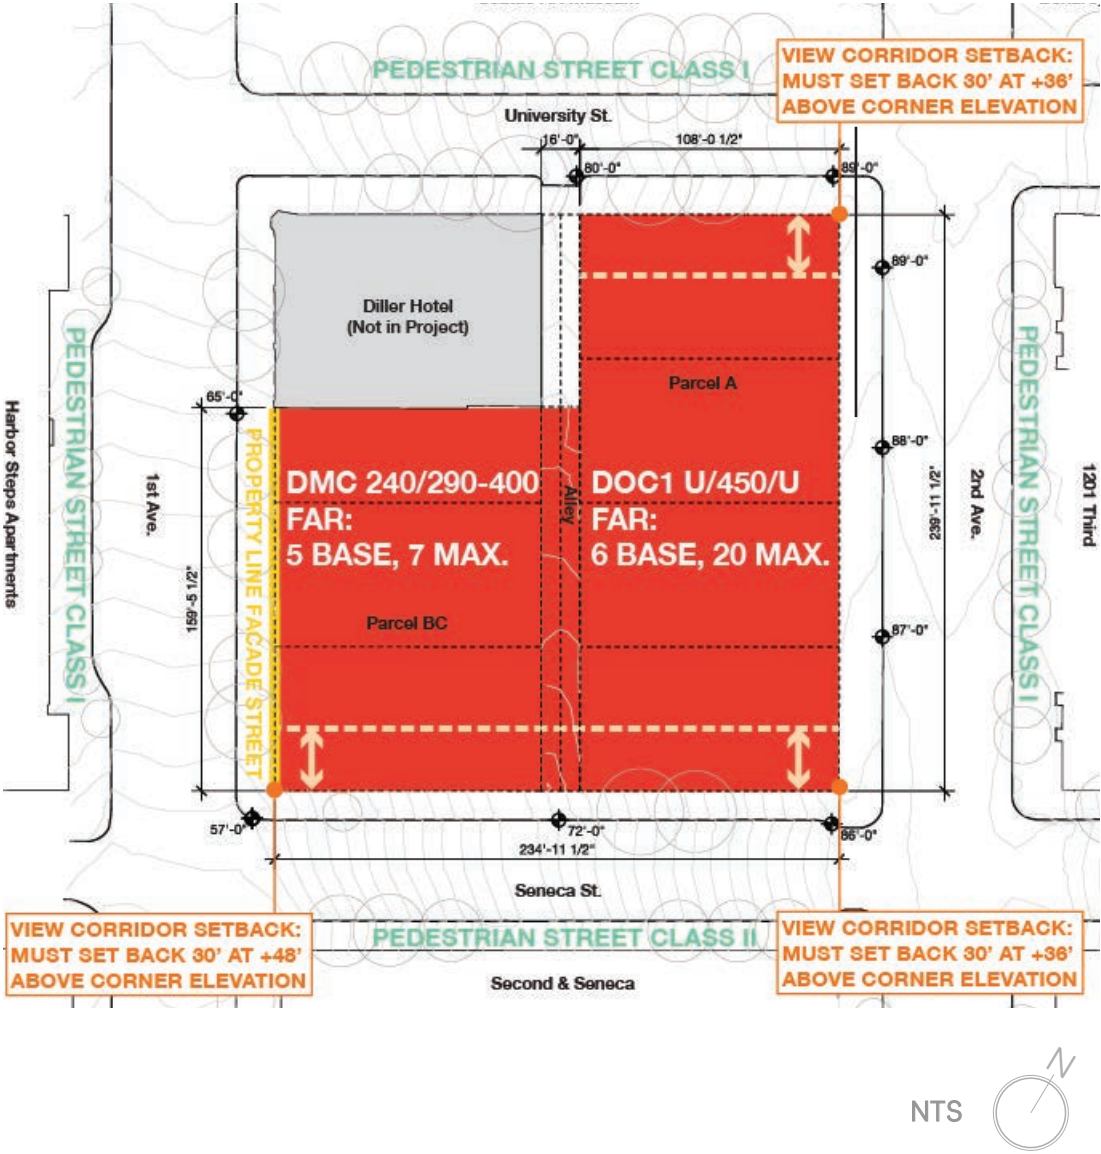 PEDESTRIAN STREET CLASS I
VIEW CORRIDOR SETBACK:
MUST SET BACK 30' AT +36'
ABOVE CORNER ELEVATION
University St.
16'-0"
108'-0 1/2"
80'-0"
89'-0"
89'-0"
Diller Hotel
(Not in Project)
Parcel A
65'-0"
88'-0"
PEDESTRIAN STREET CLASS I
Harbor Steps Apartments
1st Ave.
PROPERTY LINE FACADE STREET
159'-5 1/2"
DMC 240/290-400
FAR:
5 BASE, 7 MAX.
Alley
DOC1 U/450/U
FAR:
6 BASE, 20 MAX.
239'-11 1/2"
2nd Ave.
PEDESTRIAN STREET CLASS I
1201 Third
Parcel BC
87'-0"
57'-0"
72'-0"
86'-0"
234'-11 1/2"
Seneca St.
VIEW CORRIDOR SETBACK:
MUST SET BACK 30' AT +48'
ABOVE CORNER ELEVATION
PEDESTRIAN STREET CLASS II
VIEW CORRIDOR SETBACK:
MUST SET BACK 30' AT +36'
ABOVE CORNER ELEVATION
Second & Seneca
NTS
N